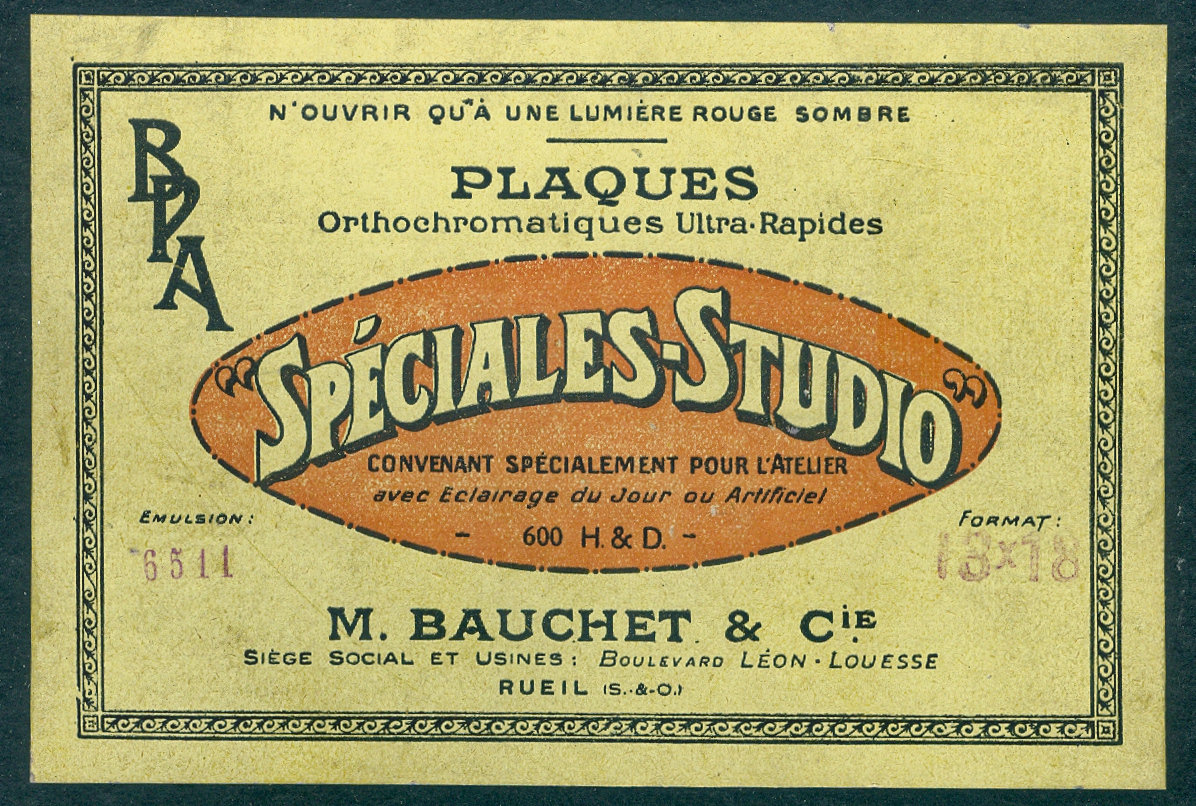 N'OUVRIR QU'À UNE LUMIÈRE ROUGE SOMBRE
BPA
PLAQUES
Orthochromatiques Ultra-Rapides
“SPÉCIALES-STUDIO”
CONVENANT SPÉCIALEMENT POUR L'ATELIER
avec Eclairage du Jour ou Artificiel
- 600 H. & D. -
EMULSION:
6511
FORMAT:
13x18
M. BAUCHET & CIE
SIÈGE SOCIAL ET USINES: BOULEVARD LÉON-LOUESSE
RUEIL (S.-&-O.)